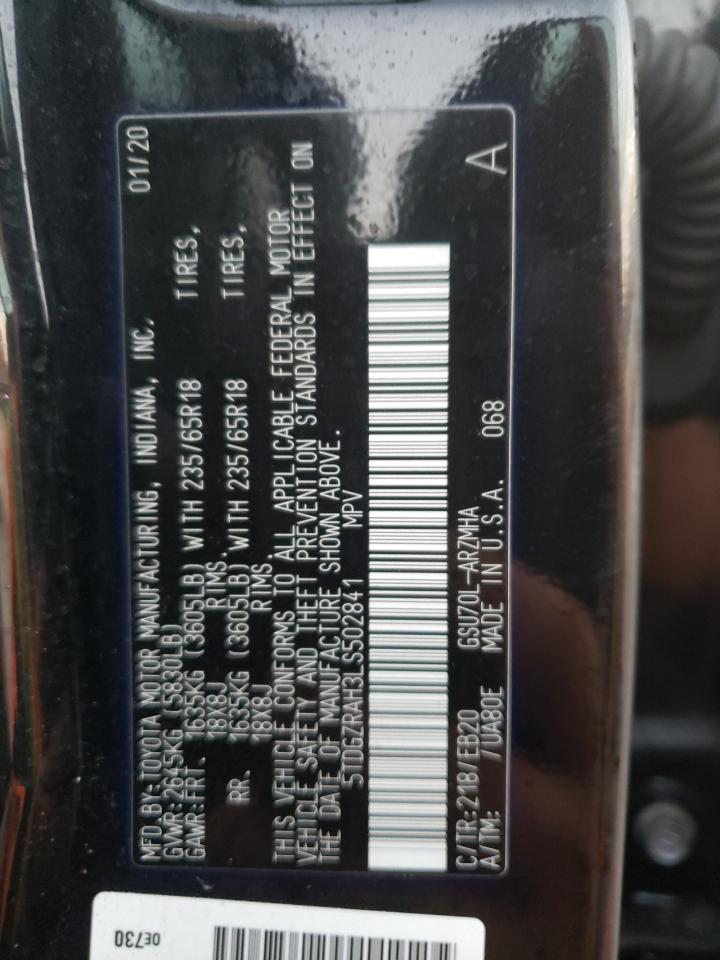 MFD.BY:TOYOTA MOTOR MANUFACTURING, INDIANA, INC. 01/20
GVWR:2645KG (5830LB)
GAWR:FRT. 1635KG (3605LB) WITH 235/65R18 TIRES,
18X8J RIMS,
RR. 1635KG (3605LB) WITH 235/65R18 TIRES,
18X8J RIMS
THIS VEHICLE CONFORMS TO ALL APPLICABLE FEDERAL MOTOR
VEHICLE SAFETY AND THEFT PREVENTION STANDARDS IN EFFECT ON
THE DATE OF MANUFACTURE SHOWN ABOVE.
5TDGZRAH3LS502841 MPV
C/TR:218/EB20 GSU70L-ARZMHA A
A/TM: /UA80E MADE IN U.S.A. 068
0E730